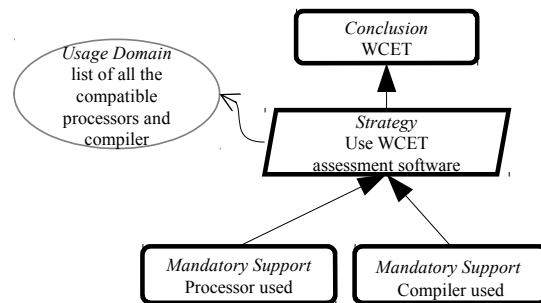 Conclusion
WCET
Usage Domain
list of all the
compatible
processors and
compiler
Strategy
Use WCET
assessment software
Mandatory Support
Processor used
Mandatory Support
Compiler used